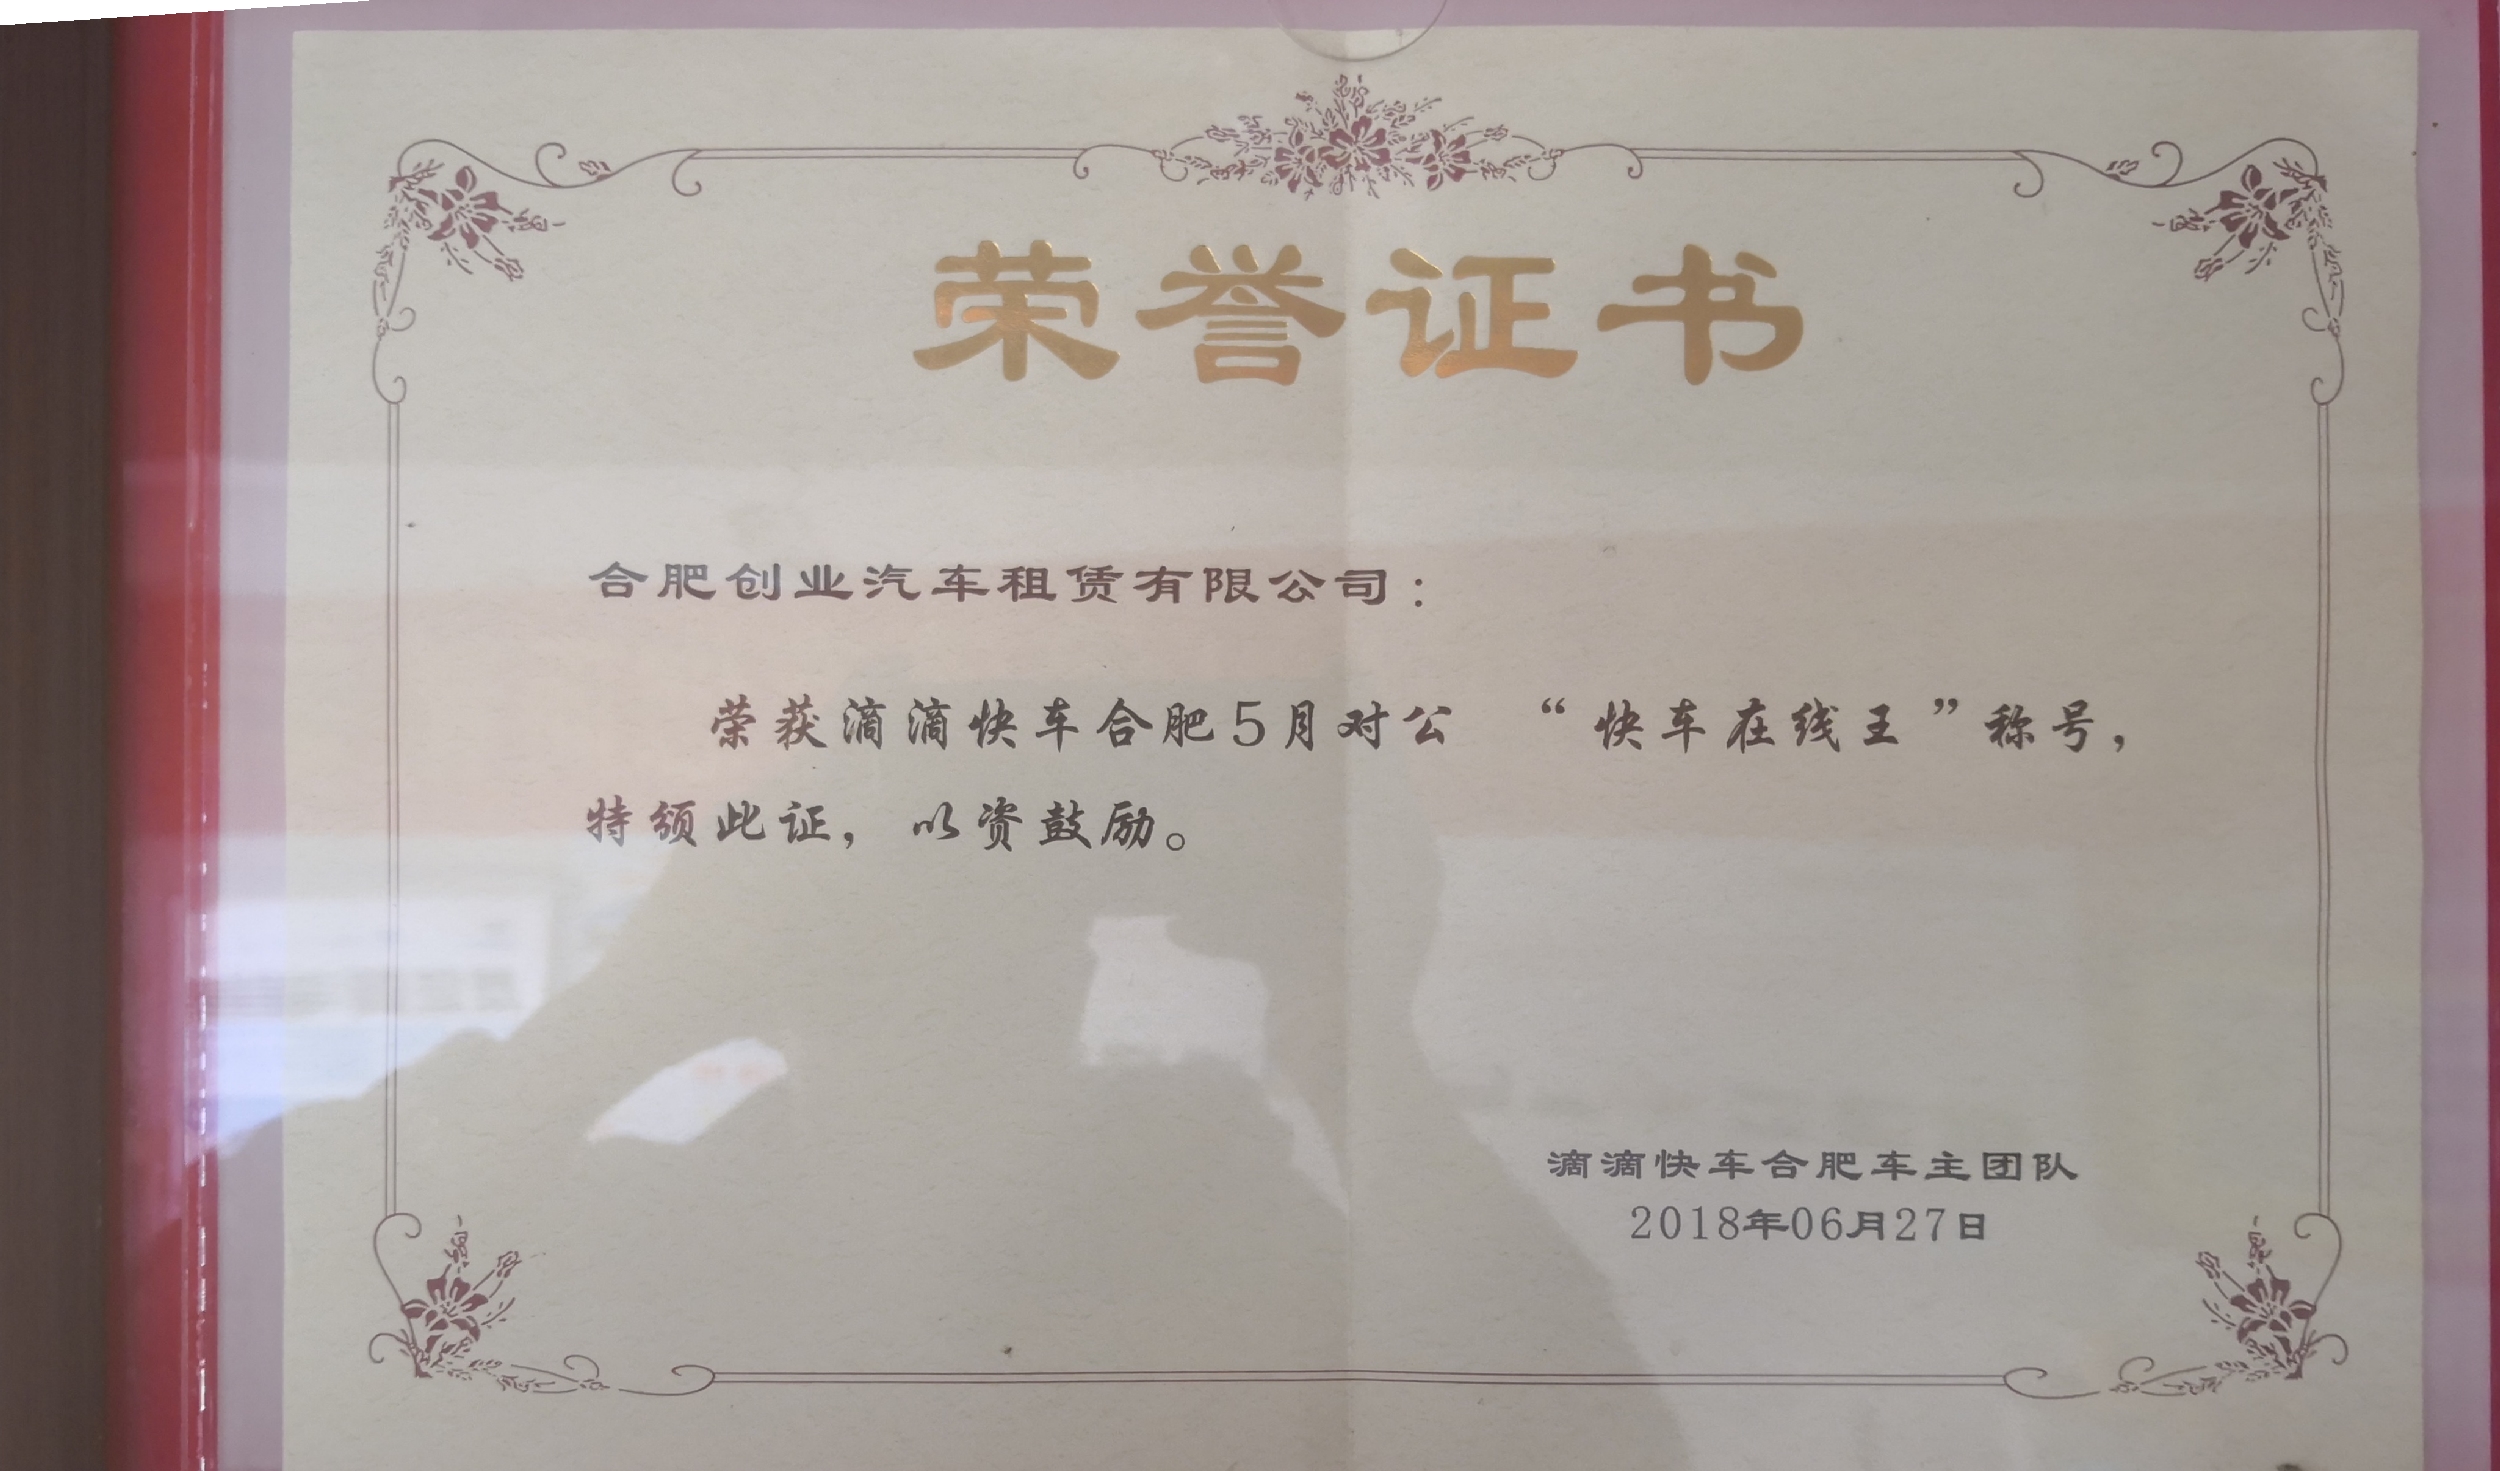 荣誉证书
合肥创业汽车租赁有限公司：
荣获滴滴快车合肥5月对公 “快车在线王”称号，
特颁此证，以资鼓励。
滴滴快车合肥车主团队
2018年06月27日